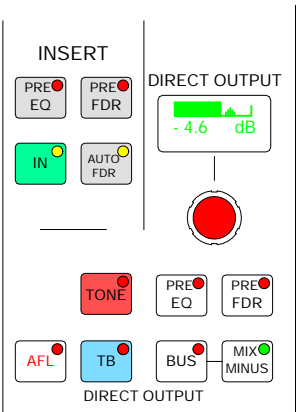 INSERT
PRE
EQ
PRE
FDR
DIRECT OUTPUT
- 4.6 dB
IN
AUTO
FDR
TONE
PRE
EQ
PRE
FDR
AFL
TB
BUS
MIX
MINUS
DIRECT OUTPUT